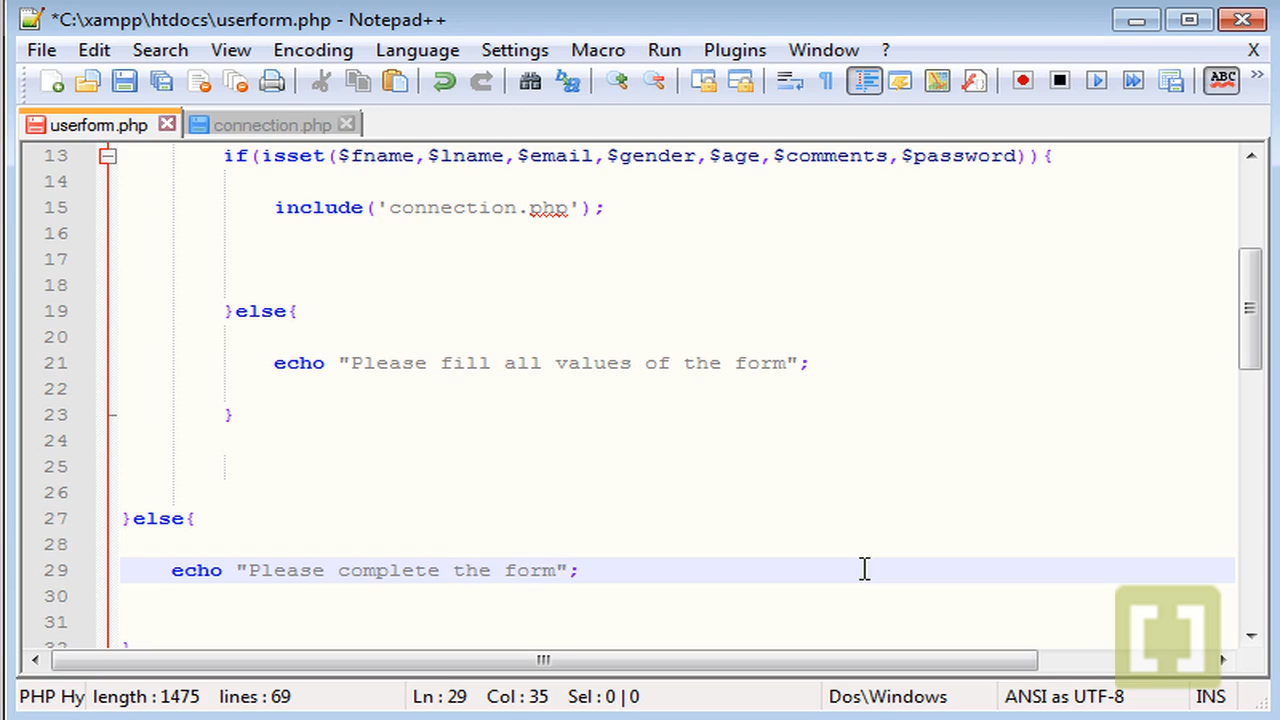 *C:\xampp\htdocs\userform.php - Notepad++
File Edit Search View Encoding Language Settings Macro Run Plugins Window ? X
ABC
userform.php connection.php
13 if(isset($fname,$lname,$email,$gender,$age,$comments,$password)){
14
15 include('connection.php');
16
17
18
19 }else{
20
21 echo "Please fill all values of the form";
22
23 }
24
25
26
27 }else{
28
29 echo "Please complete the form";
30
31
32 }
PHP Hy length : 1475 lines : 69 Ln : 29 Col : 35 Sel : 0 | 0 Dos\Windows ANSI as UTF-8 INS